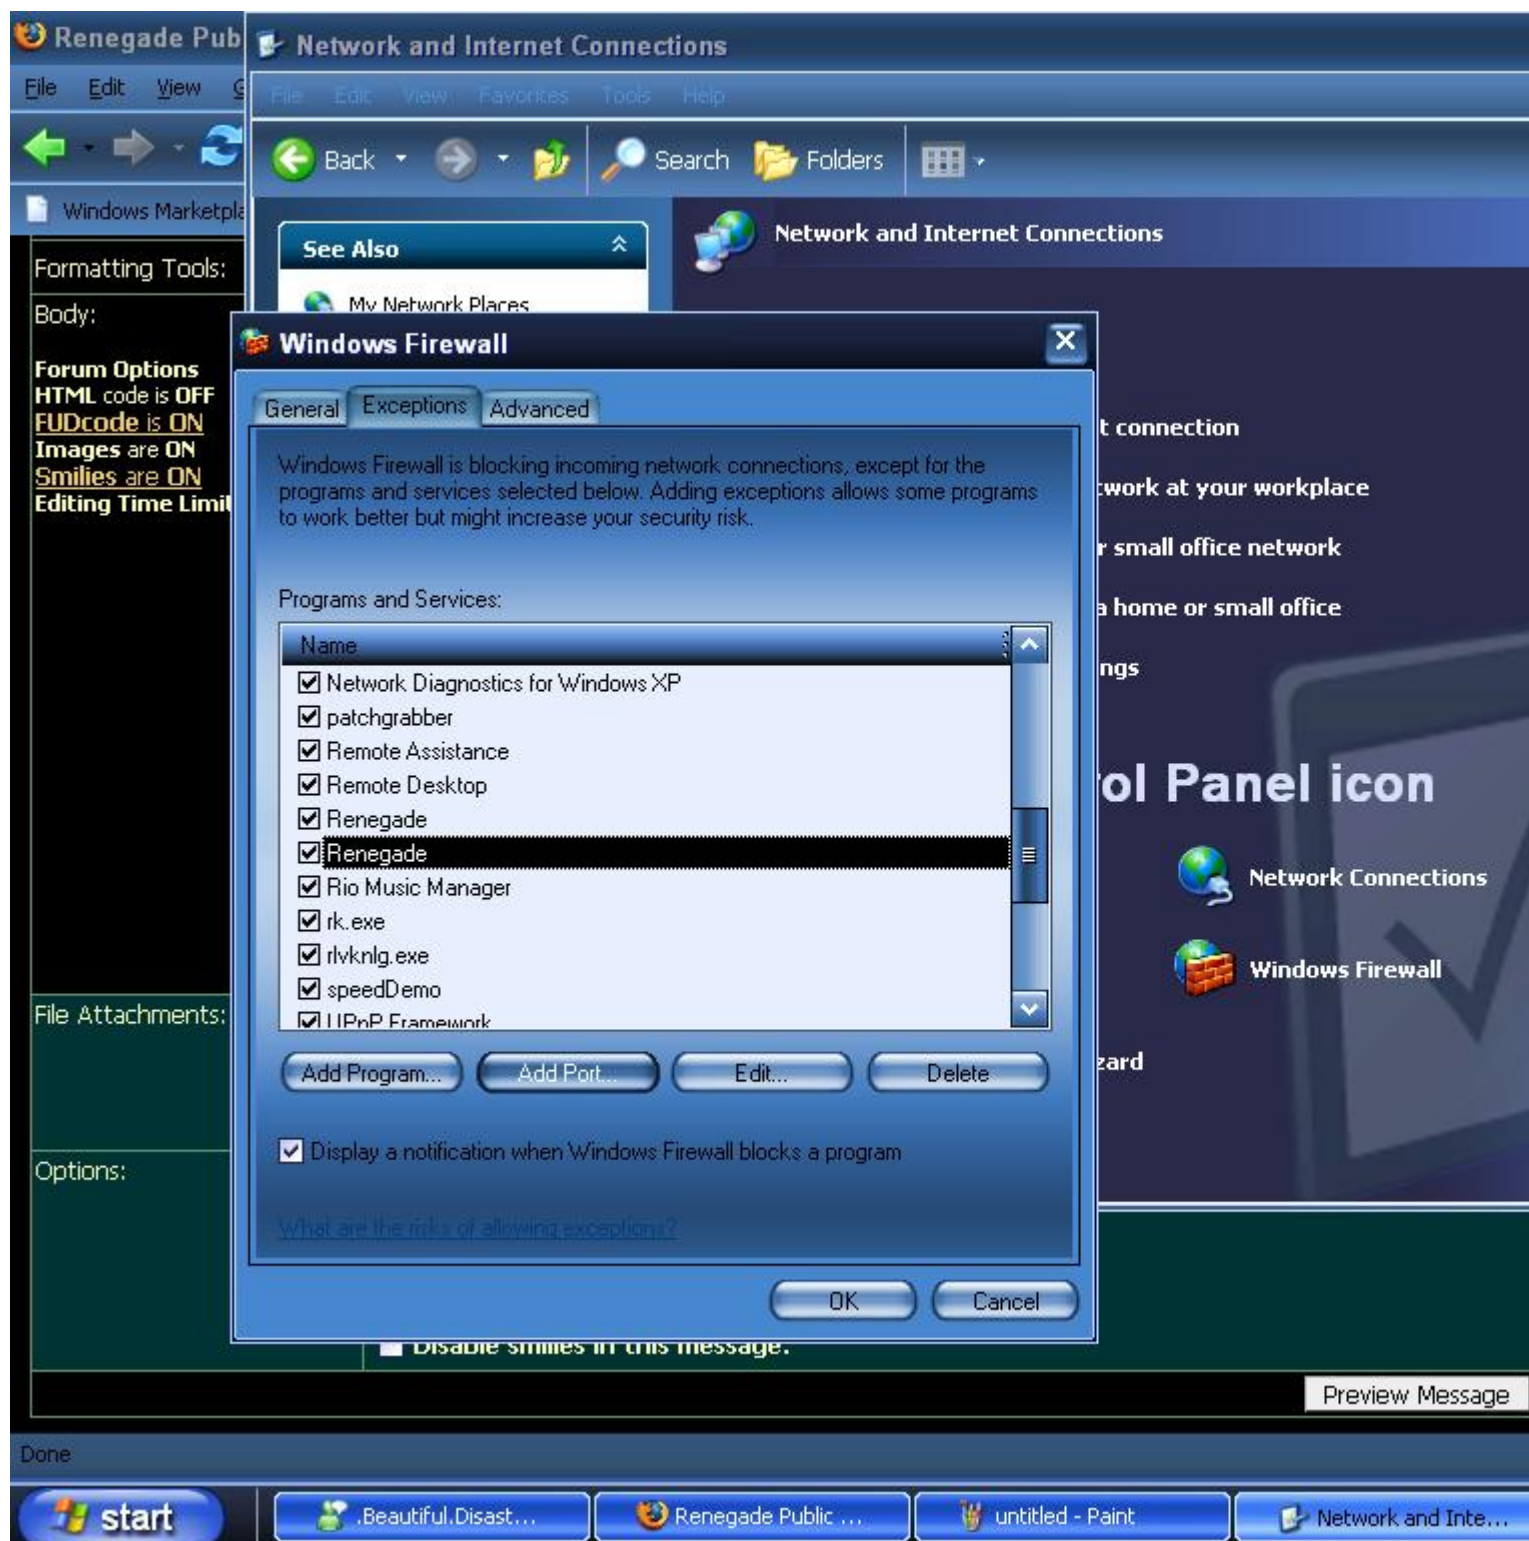 Renegade Pub
File Edit View G
Windows Marketpla
Formatting Tools:
Body:
Forum Options
HTML code is OFF
FUDcode is ON
Images are ON
Smilies are ON
Editing Time Limit
File Attachments:
Options:
Network and Internet Connections
File Edit View Favorites Tools Help
Back Search Folders
See Also
My Network Places
Network and Internet Connections
t connection
twork at your workplace
r small office network
a home or small office
ngs
ol Panel icon
Network Connections
Windows Firewall
zard
Windows Firewall
General Exceptions Advanced
Windows Firewall is blocking incoming network connections, except for the
programs and services selected below. Adding exceptions allows some programs
to work better but might increase your security risk.
Programs and Services:
Name
Network Diagnostics for Windows XP
patchgrabber
Remote Assistance
Remote Desktop
Renegade
Renegade
Rio Music Manager
rk.exe
rlvknlg.exe
speedDemo
UPnP Framework
Add Program... Add Port... Edit... Delete
Display a notification when Windows Firewall blocks a program
What are the risks of allowing exceptions?
OK Cancel
Disable smilies in this message.
Preview Message
Done
start .Beautiful.Disast... Renegade Public ... untitled - Paint Network and Inte...